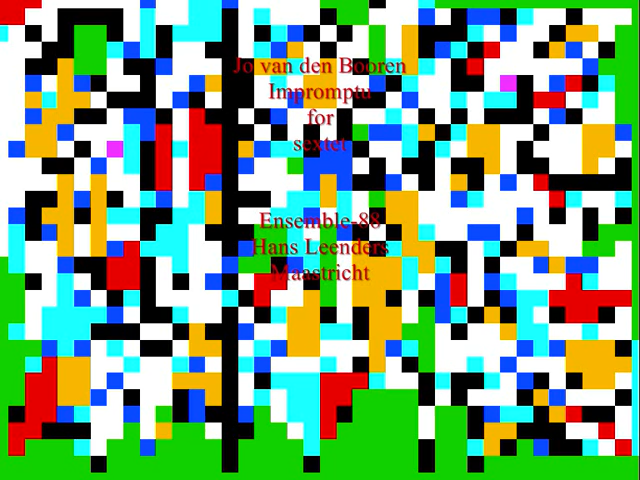 Jo van den Booren
Impromptu
for
sextet
Ensemble-88
Hans Leenders
Maastricht